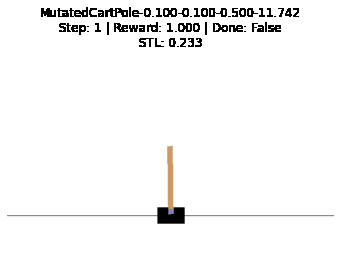 MutatedCartPole-0.100-0.100-0.500-11.742
Step: 1 | Reward: 1.000 | Done: False
STL: 0.233